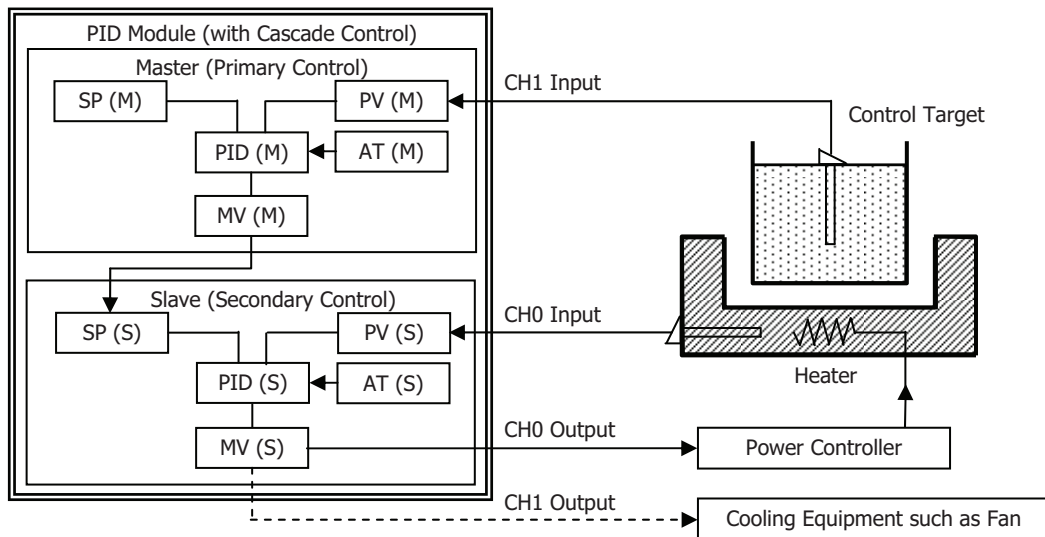 PID Module (with Cascade Control)
Master (Primary Control)
SP (M)
PV (M)
CH1 Input
Control Target
PID (M)
AT (M)
MV (M)
Slave (Secondary Control)
SP (S)
PV (S)
CH0 Input
PID (S)
AT (S)
Heater
MV (S)
CH0 Output
Power Controller
CH1 Output
Cooling Equipment such as Fan